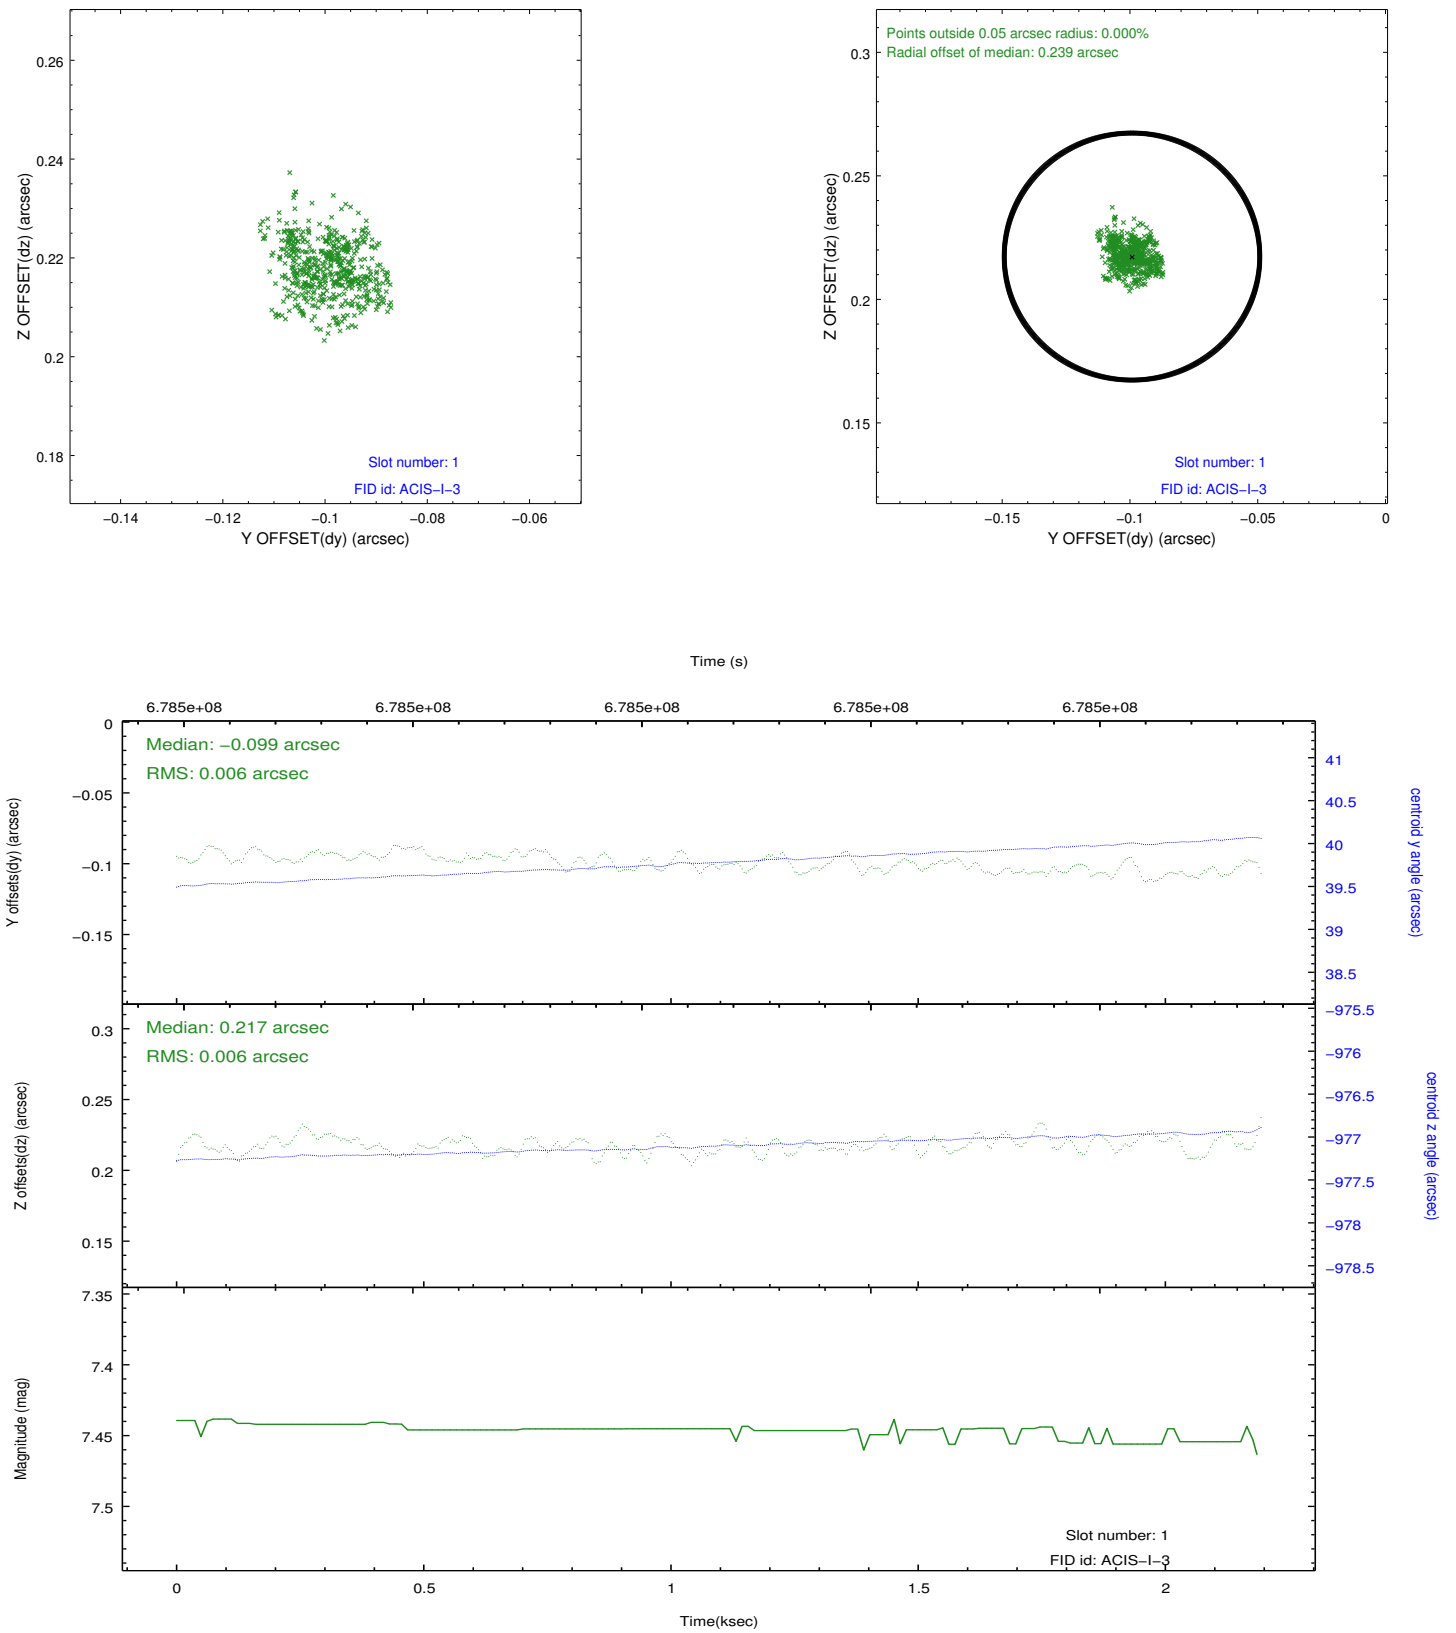 0.26
0.24
0.22
0.2
0.18
Z OFFSET(dz) (arcsec)
Slot number: 1
FID id: ACIS−I−3
−0.14 −0.12 −0.1 −0.08 −0.06
Y OFFSET(dy) (arcsec)
Points outside 0.05 arcsec radius: 0.000%
Radial offset of median: 0.239 arcsec
0.3
0.25
0.2
0.15
Z OFFSET(dz) (arcsec)
Slot number: 1
FID id: ACIS−I−3
−0.15 −0.1 −0.05 0
Y OFFSET(dy) (arcsec)
Time (s)
6.785e+08 6.785e+08 6.785e+08 6.785e+08 6.785e+08
Median: −0.099 arcsec
RMS: 0.006 arcsec
0
−0.05
−0.1
−0.15
Y offsets(dy) (arcsec)
41
40.5
40
39.5
39
38.5
centroid y angle (arcsec)
Median: 0.217 arcsec
RMS: 0.006 arcsec
0.3
0.25
0.2
0.15
Z offsets(dz) (arcsec)
−975.5
−976
−976.5
−977
−977.5
−978
−978.5
centroid z angle (arcsec)
7.35
7.4
7.45
7.5
Magnitude (mag)
Slot number: 1
FID id: ACIS−I−3
0 0.5 1 1.5 2
Time(ksec)